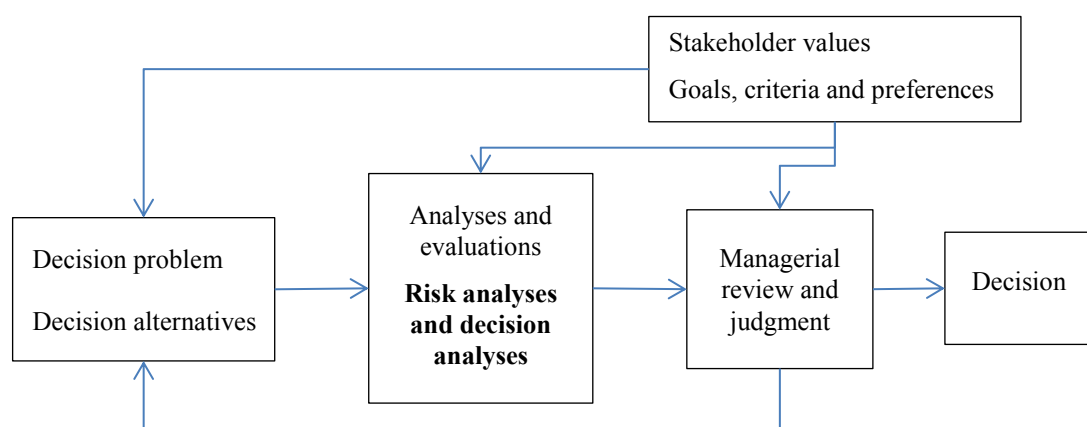 Stakeholder values
Goals, criteria and preferences
Decision problem
Decision alternatives
Analyses and
evaluations
Risk analyses
and decision
analyses
Managerial
review and
judgment
Decision